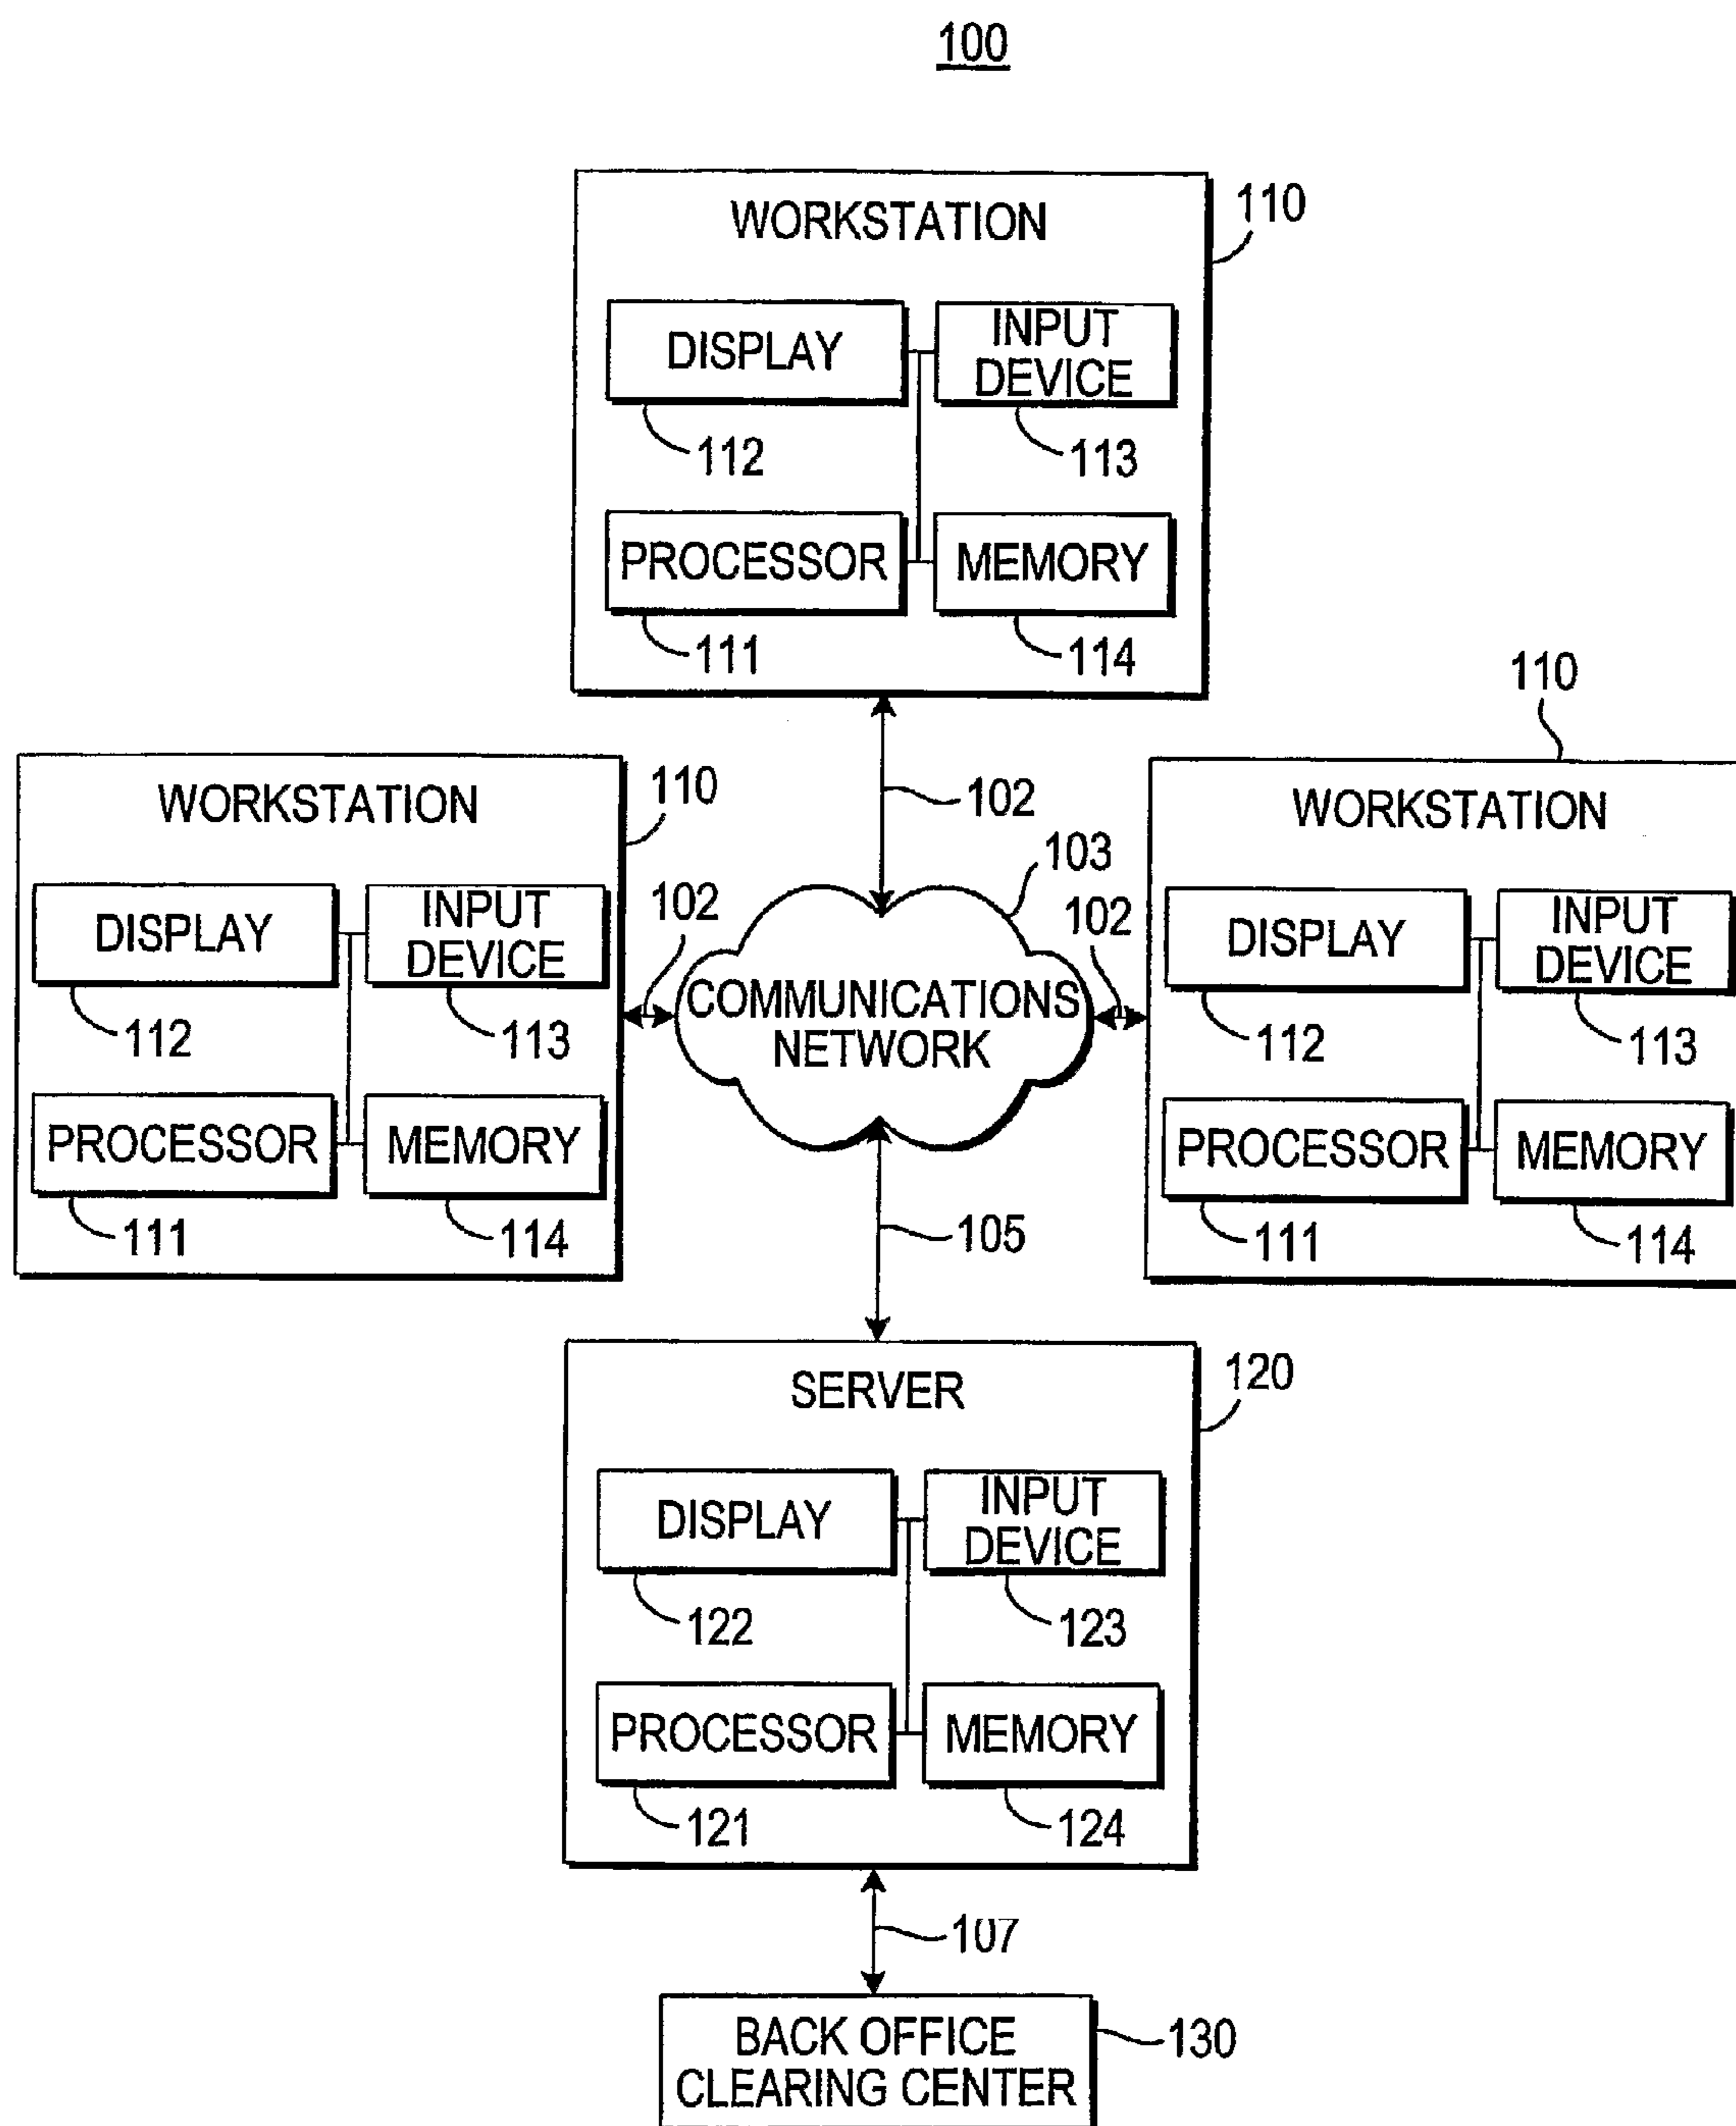 100
WORKSTATION
110
DISPLAY
INPUT
DEVICE
112
113
PROCESSOR
MEMORY
111
114
110
WORKSTATION
110
102
WORKSTATION
103
DISPLAY
INPUT
DEVICE
102
102
DISPLAY
INPUT
DEVICE
112
113
COMMUNICATIONS
NETWORK
112
113
PROCESSOR
MEMORY
PROCESSOR
MEMORY
111
114
105
111
114
SERVER
120
DISPLAY
INPUT
DEVICE
122
123
PROCESSOR
MEMORY
121
124
107
BACK OFFICE
CLEARING CENTER
130